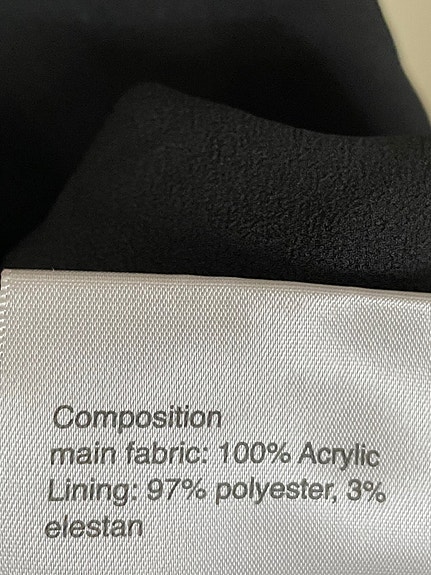 Composition
main fabric: 100% Acrylic
Lining: 97% polyester, 3%
elestan